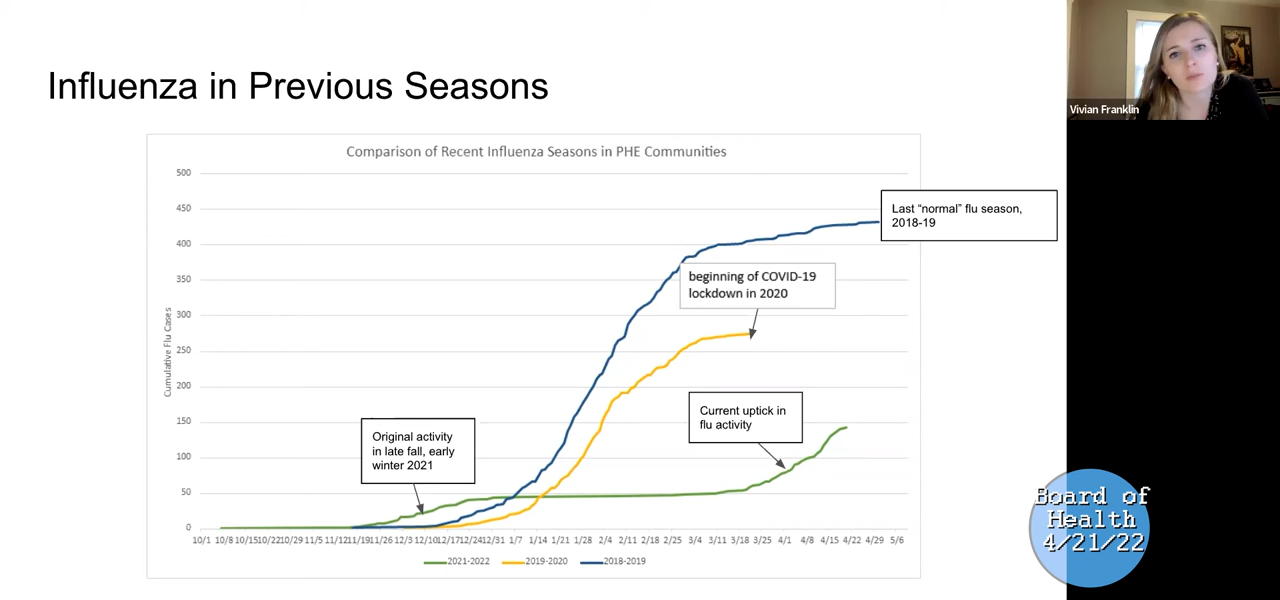 Influenza in Previous Seasons
Vivian Franklin
Comparison of Recent Influenza Seasons in PHE Communities
500
450
400
350
300
250
200
150
100
50
0
Cumulative Flu Cases
Last “normal” flu season,
2018-19
beginning of COVID-19
lockdown in 2020
Current uptick in
flu activity
Original activity
in late fall, early
winter 2021
10/1 10/8 10/15 10/22 10/29 11/5 11/12 11/19 11/26 12/3 12/10 12/17 12/24 12/31 1/7 1/14 1/21 1/28 2/4 2/11 2/18 2/25 3/4 3/11 3/18 3/25 4/1 4/8 4/15 4/22 4/29 5/6
2021-2022 2019-2020 2018-2019
Board of
Health
4/21/22